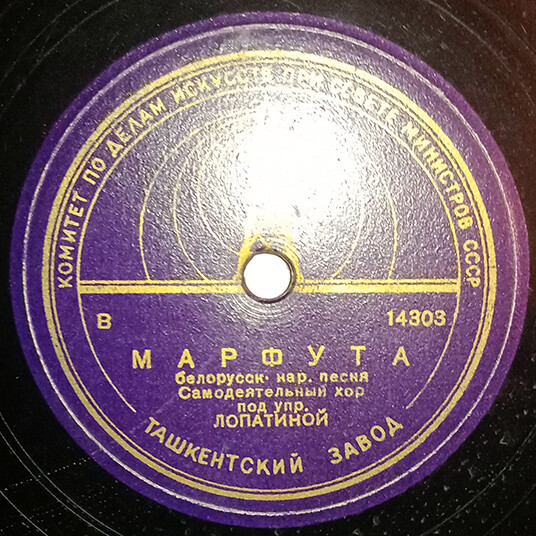 КОМИТЕТ ПО ДЕЛАМ ИСКУССТВ ПРИ СОВЕТЕ МИНИСТРОВ СССР
В 14303
МАРФУТА
белорусск. нар. песня
Самодеятельный хор
под упр.
ЛОПАТИНОЙ
ТАШКЕНТСКИЙ ЗАВОД